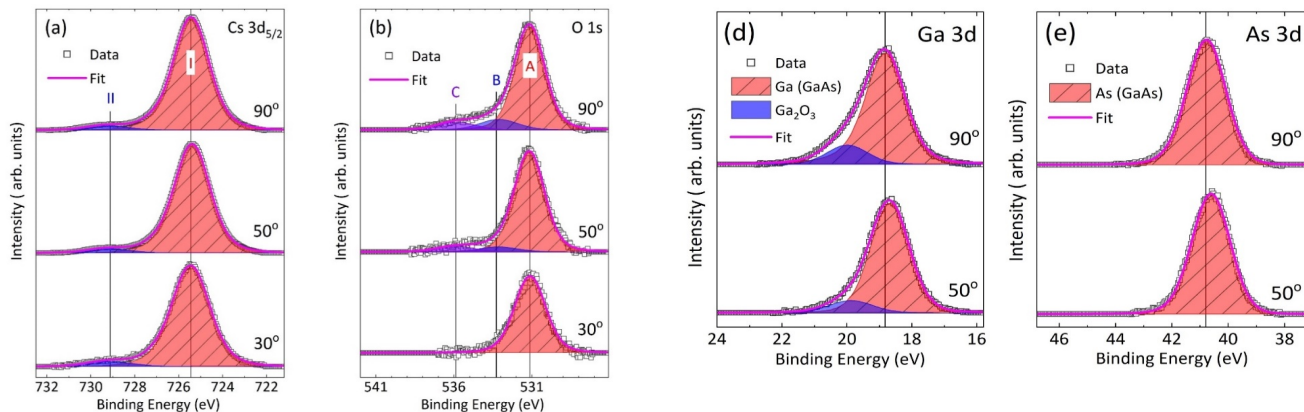 (a) Cs 3d5/2
Data
Fit
I
II
90°
50°
30°
Intensity ( arb. units)
732 730 728 726 724 722
Binding Energy (eV)
(b) O 1s
Data
Fit
C B A
90°
50°
30°
Intensity ( arb. units)
541 536 531
Binding Energy (eV)
(d) Ga 3d
Data
Ga (GaAs)
Ga2O3
Fit
90°
50°
Intensity ( arb. units)
24 22 20 18 16
Binding Energy (eV)
(e) As 3d
Data
As (GaAs)
Fit
90°
50°
Intensity ( arb. units)
46 44 42 40 38
Binding Energy (eV)